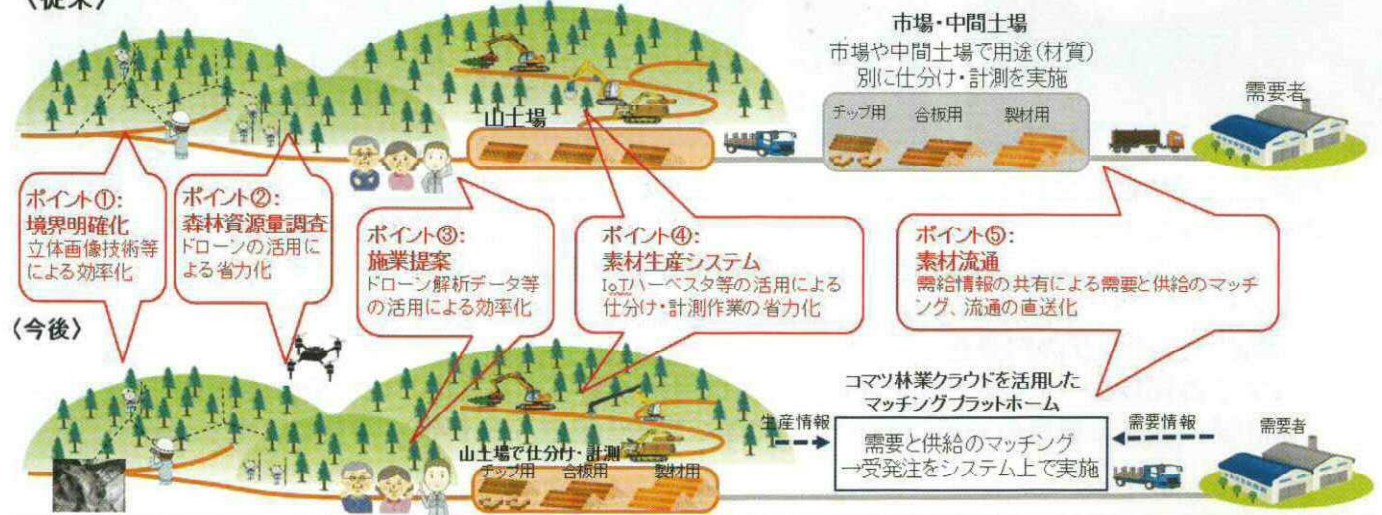 〈従来〉
市場・中間土場
市場や中間土場で用途(材質)
別に仕分け・計測を実施
需要者
山土場
チップ用
合板用
製材用
ポイント①:
境界明確化
立体画像技術等
による効率化
ポイント②:
森林資源量調査
ドローンの活用に
よる省力化
ポイント③:
施業提案
ドローン解析データ等
の活用による効率化
ポイント④:
素材生産システム
IoTハーベスタ等の活用による
仕分け・計測作業の省力化
ポイント⑤:
素材流通
需給情報の共有による需要と供給のマッチ
ング、流通の直送化
〈今後〉
コマツ林業クラウドを活用した
マッチングプラットホーム
生産情報
需要と供給のマッチング
→受発注をシステム上で実施
需要情報
需要者
山土場で仕分け・計測
チップ用
合板用
製材用